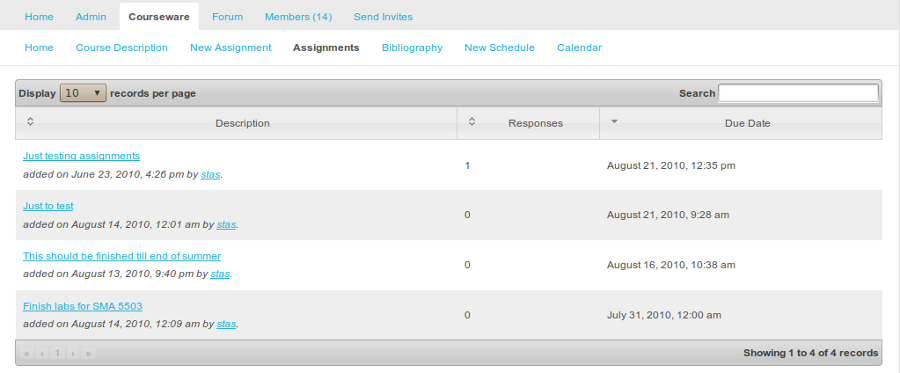 Home Admin Courseware Forum Members (14) Send Invites
Home Course Description New Assignment Assignments Bibliography New Schedule Calendar
Display 10 records per page Search
Description Responses Due Date
Just testing assignments
added on June 23, 2010, 4:26 pm by stas.
1 August 21, 2010, 12:35 pm
Just to test
added on August 14, 2010, 12:01 am by stas.
0 August 21, 2010, 9:28 am
This should be finished till end of summer
added on August 13, 2010, 9:40 pm by stas.
0 August 16, 2010, 10:38 am
Finish labs for SMA 5503
added on August 14, 2010, 12:09 am by stas.
0 July 31, 2010, 12:00 am
« ‹ 1 › » Showing 1 to 4 of 4 records